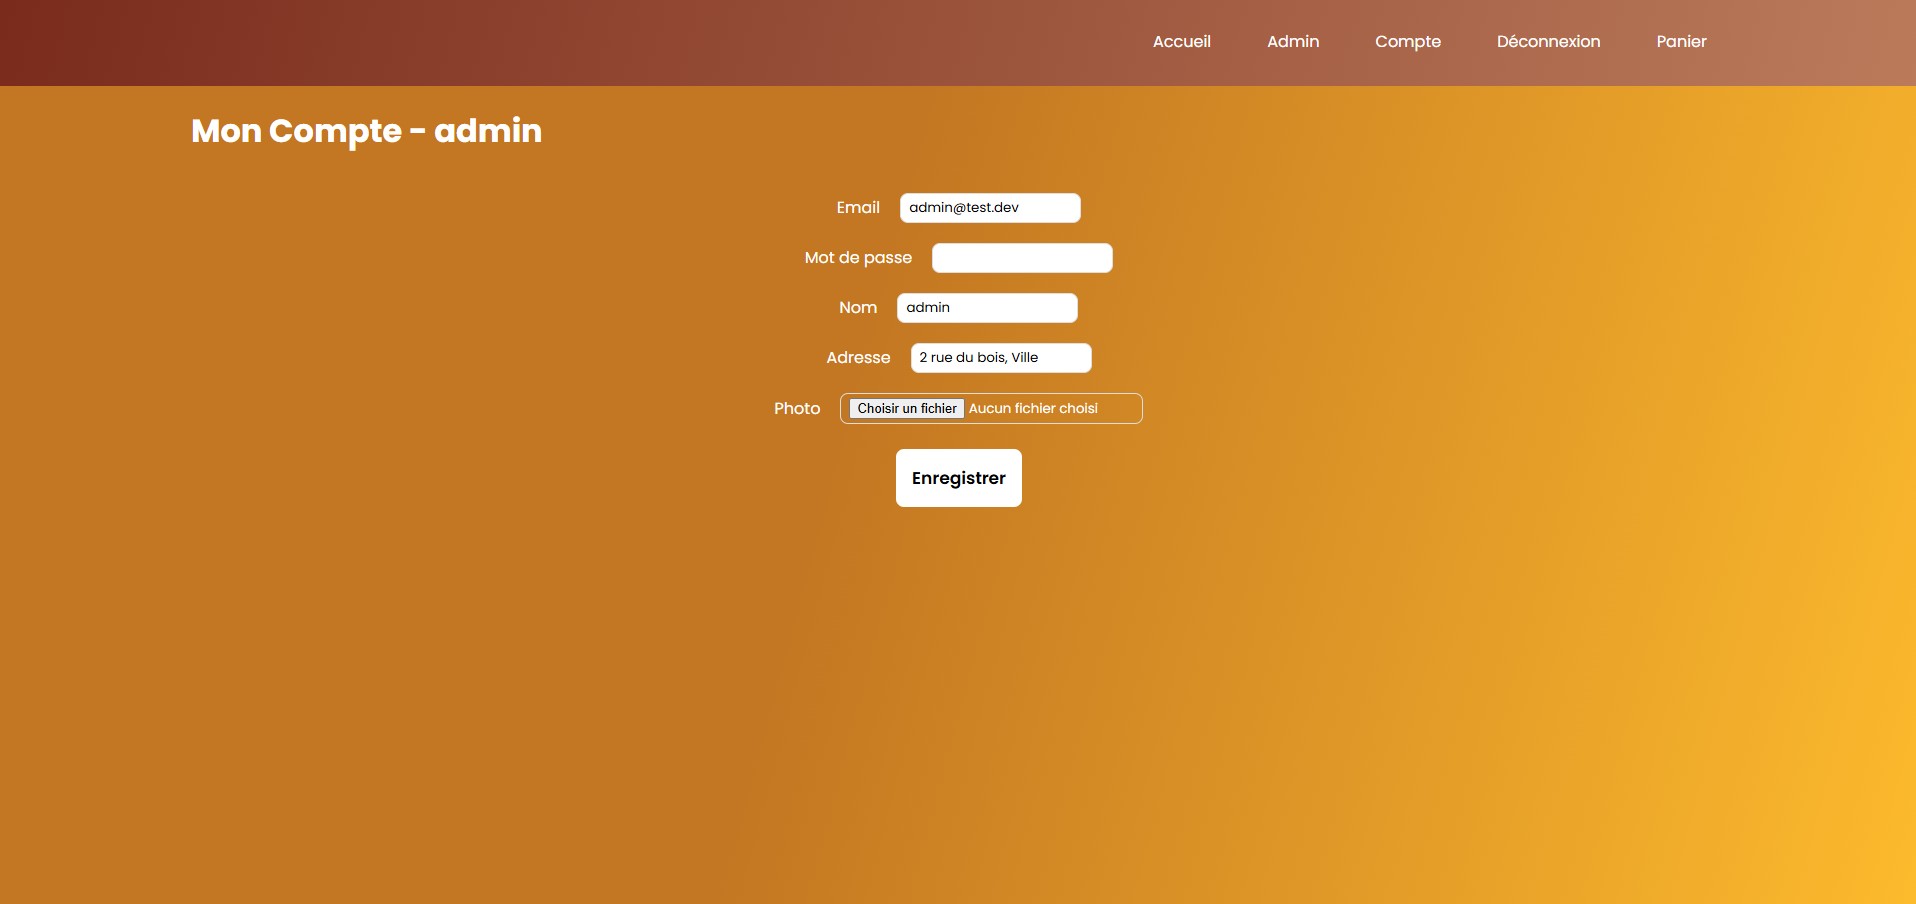 Accueil Admin Compte Déconnexion Panier
Mon Compte - admin
Email admin@test.dev
Mot de passe
Nom admin
Adresse 2 rue du bois, Ville
Photo Choisir un fichier Aucun fichier choisi
Enregistrer